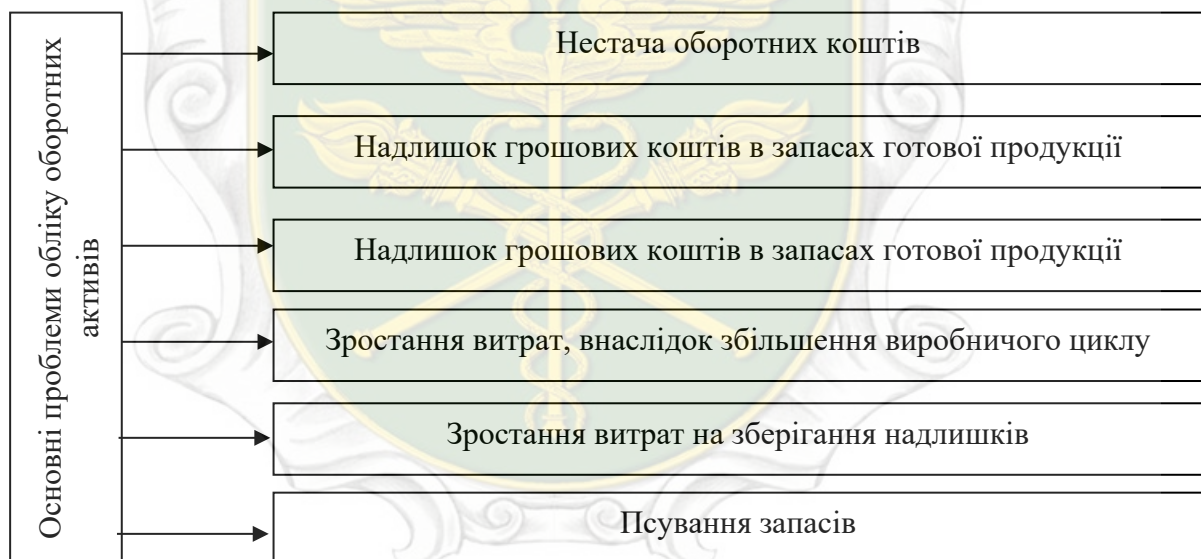 Основні проблеми обліку оборотних
активів
Нестача оборотних коштів
Надлишок грошових коштів в запасах готової продукції
Надлишок грошових коштів в запасах готової продукції
Зростання витрат, внаслідок збільшення виробничого циклу
Зростання витрат на зберігання надлишків
Псування запасів